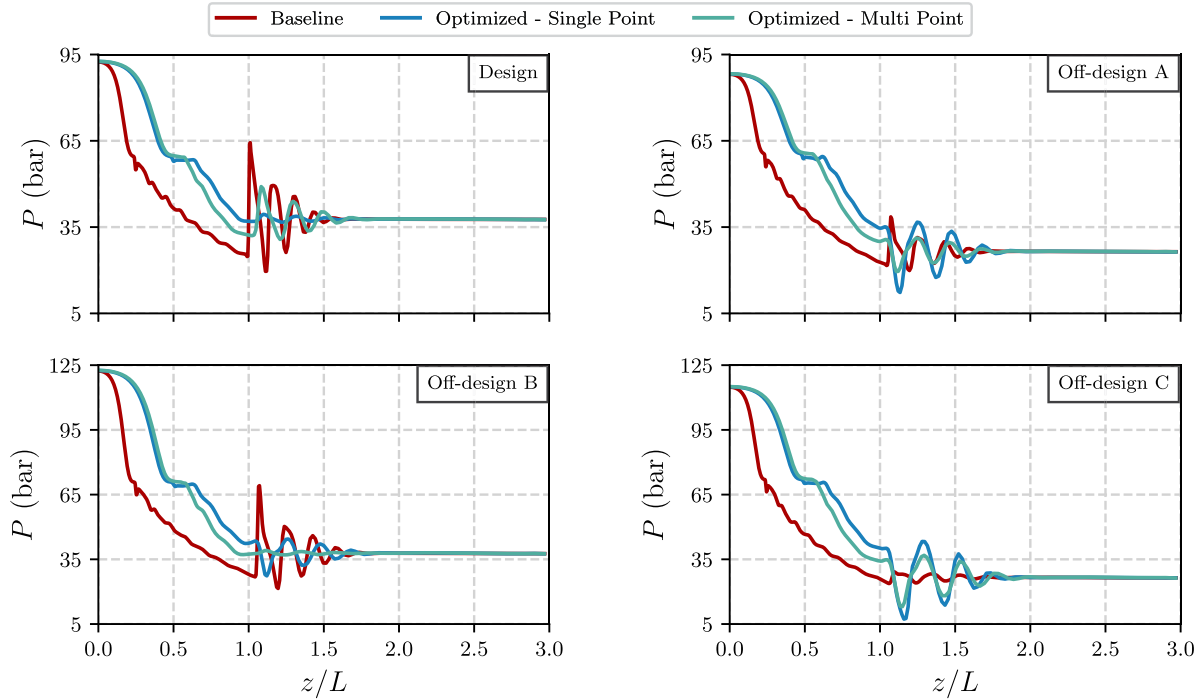 Baseline Optimized - Single Point Optimized - Multi Point
Design
95
65
35
5
P (bar)
0.0 0.5 1.0 1.5 2.0 2.5 3.0
Off-design A
95
65
35
5
P (bar)
Off-design B
125
95
65
35
5
P (bar)
z/L
Off-design C
125
95
65
35
5
P (bar)
0.0 0.5 1.0 1.5 2.0 2.5 3.0
z/L